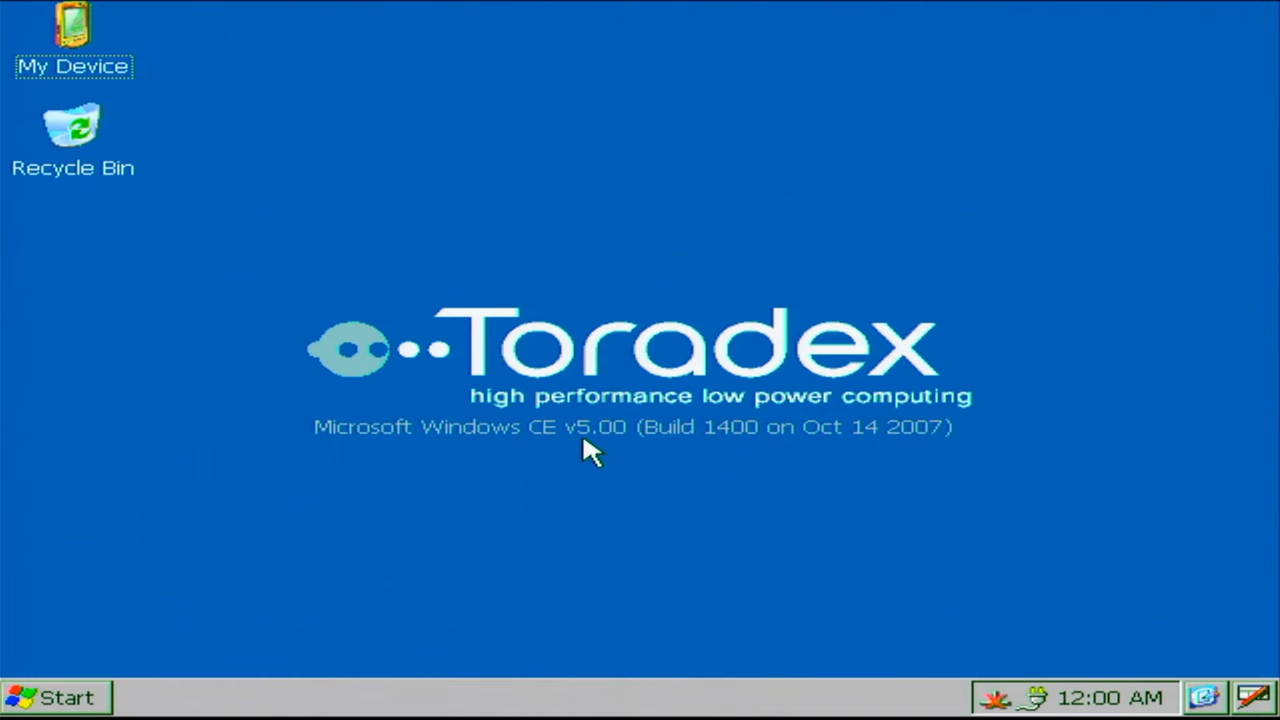 My Device
Recycle Bin
Toradex
high performance low power computing
Microsoft Windows CE v5.00 (Build 1400 on Oct 14 2007)
Start
12:00 AM